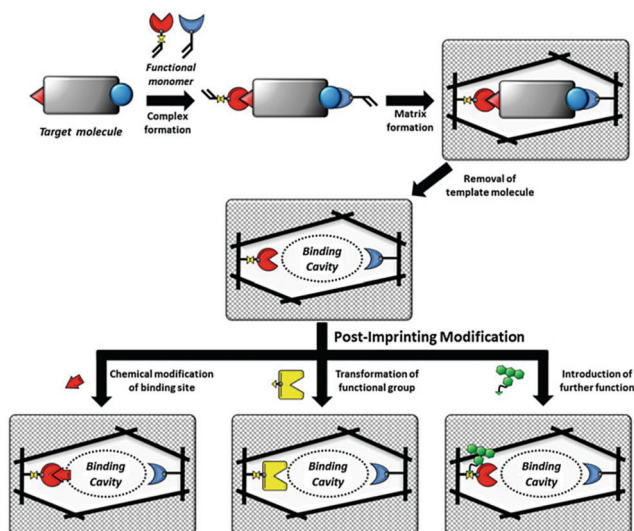 Functional
monomer
Target molecule
Complex
formation
Matrix
formation
Removal of
template molecule
Binding
Cavity
Post-Imprinting Modification
Chemical modification
of binding site
Transformation of
functional group
Introduction of
further function
Binding
Cavity
Binding
Cavity
Binding
Cavity